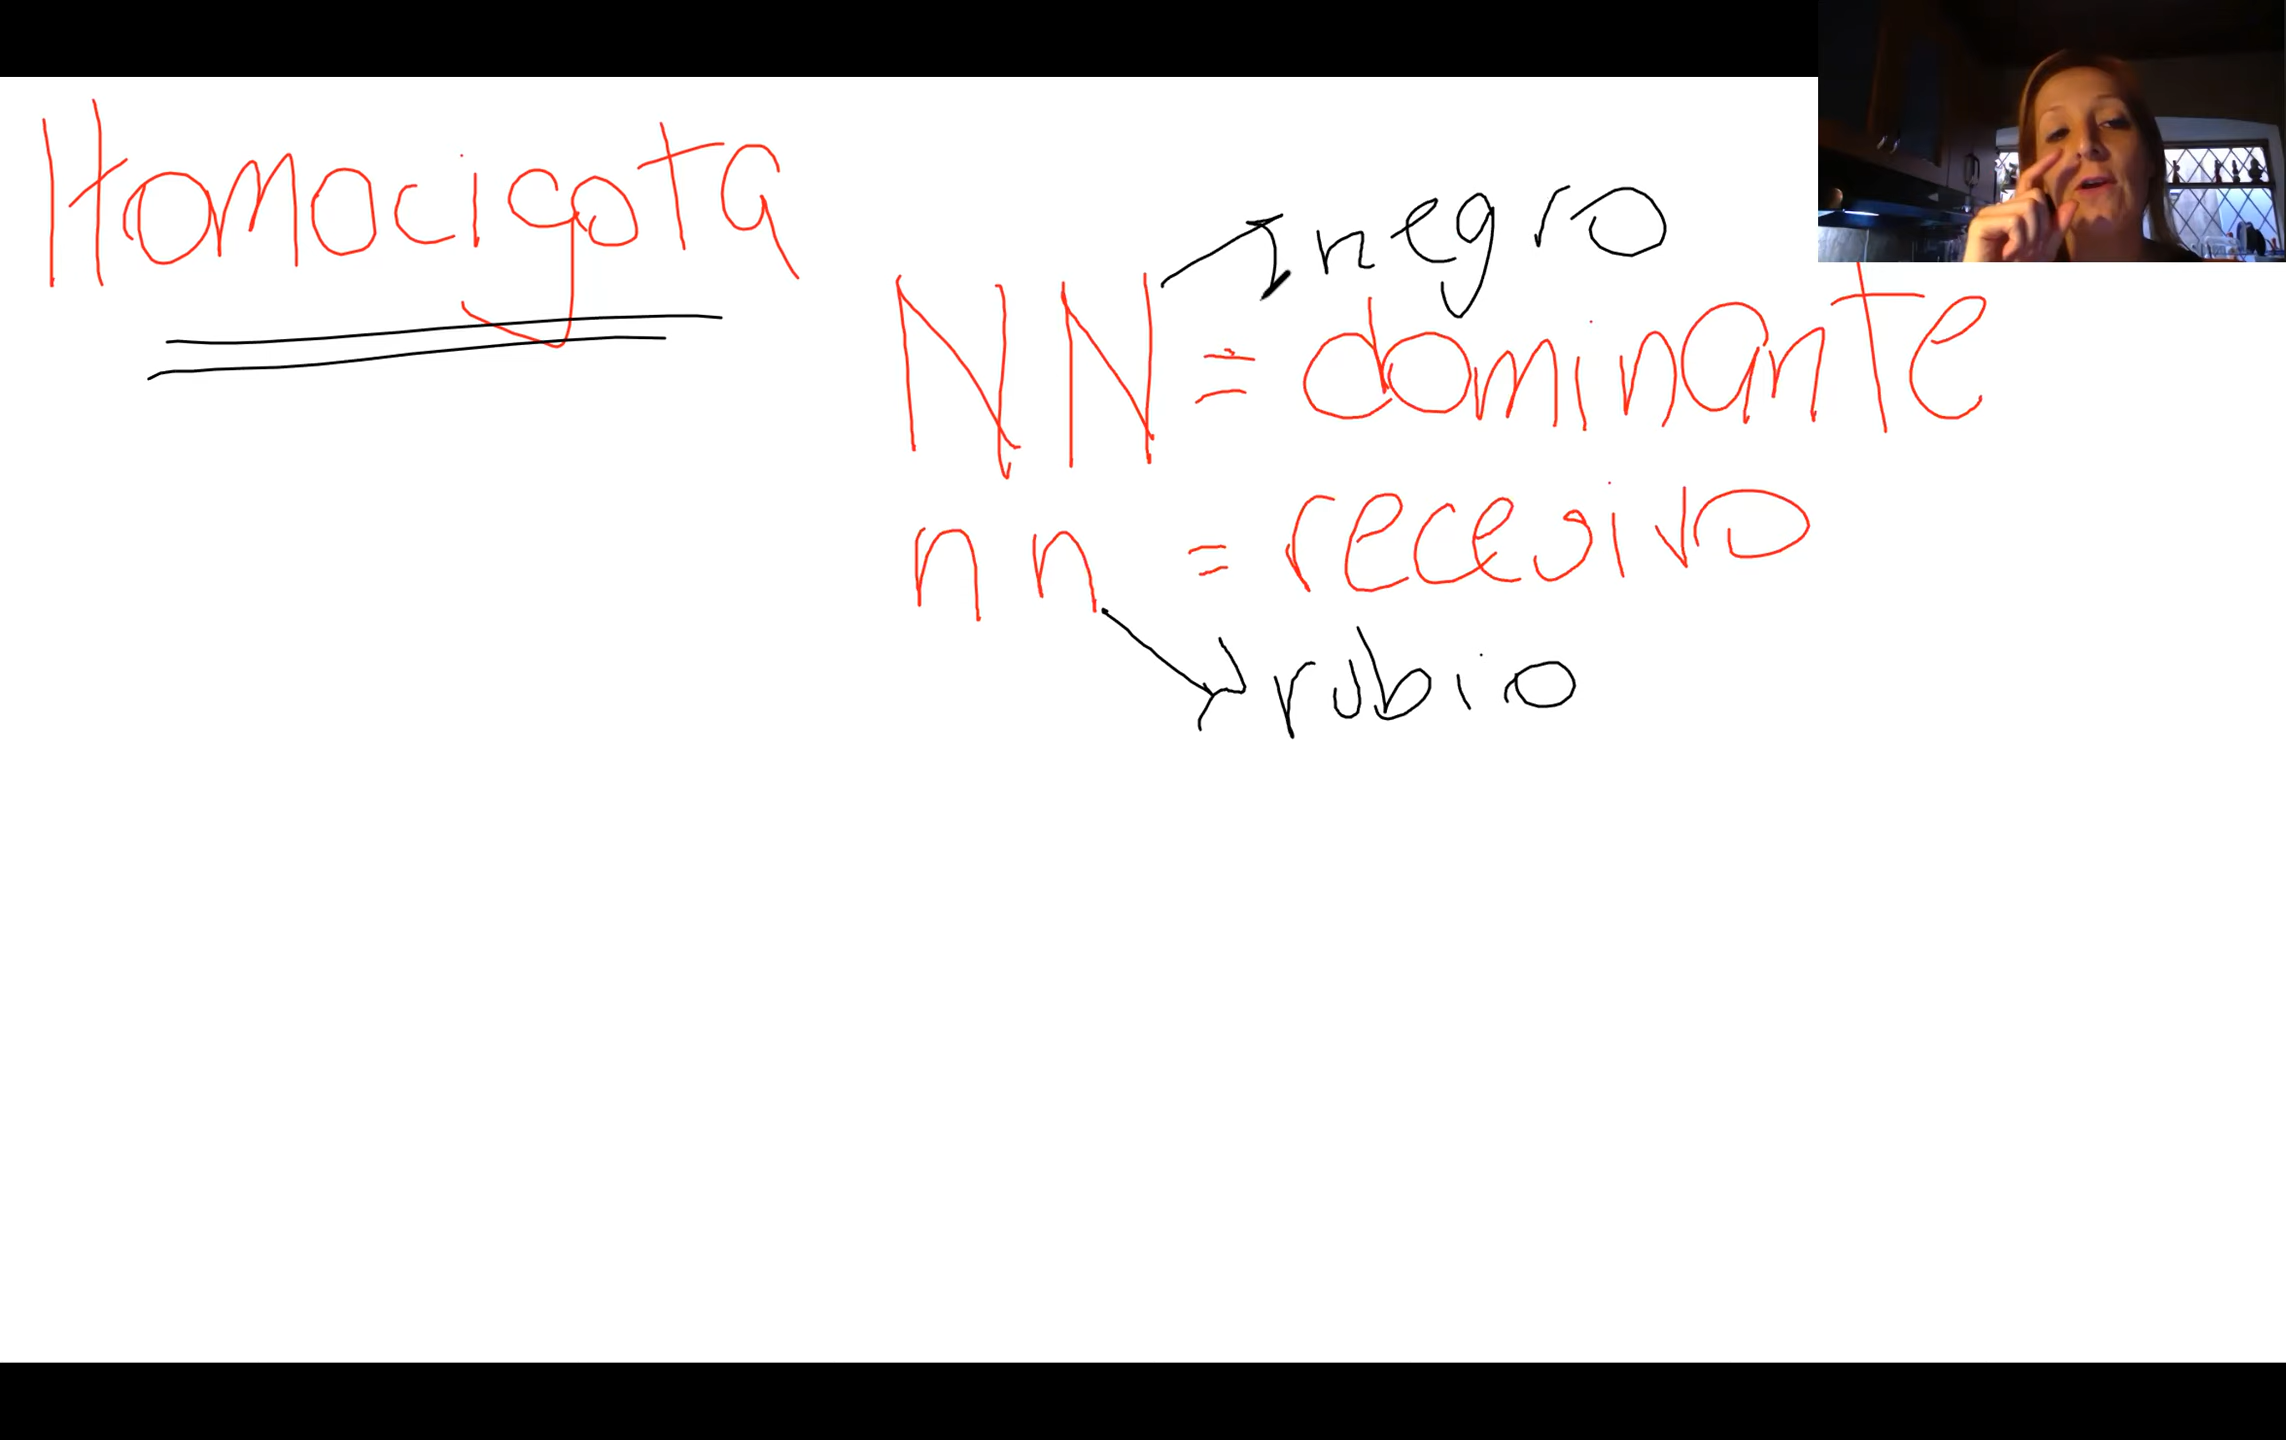 Homocigota
negro
NN = dominante
nn = recesivo
rubio